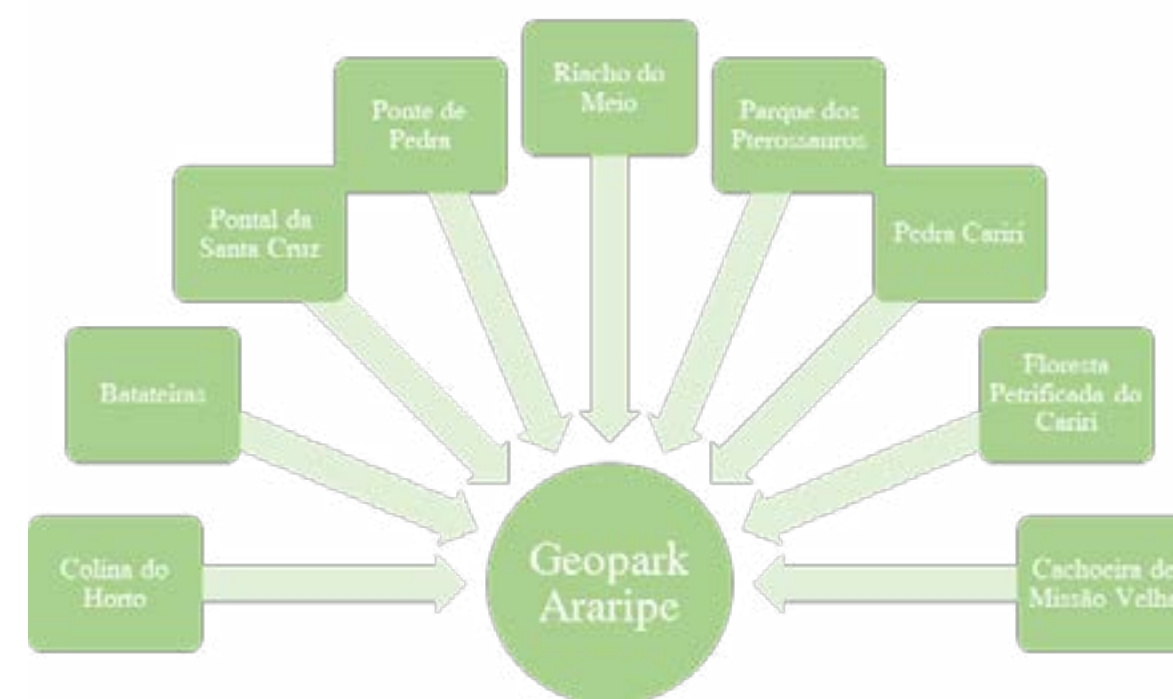 Riacho do
Meio
Ponte de
Pedra
Parque dos
Pterossauros
Pontal da
Santa Cruz
Pedra Cariri
Batateiras
Floresta
Petrificada do
Cariri
Colina do
Horto
Geopark
Araripe
Cachoeira de
Missão Velha